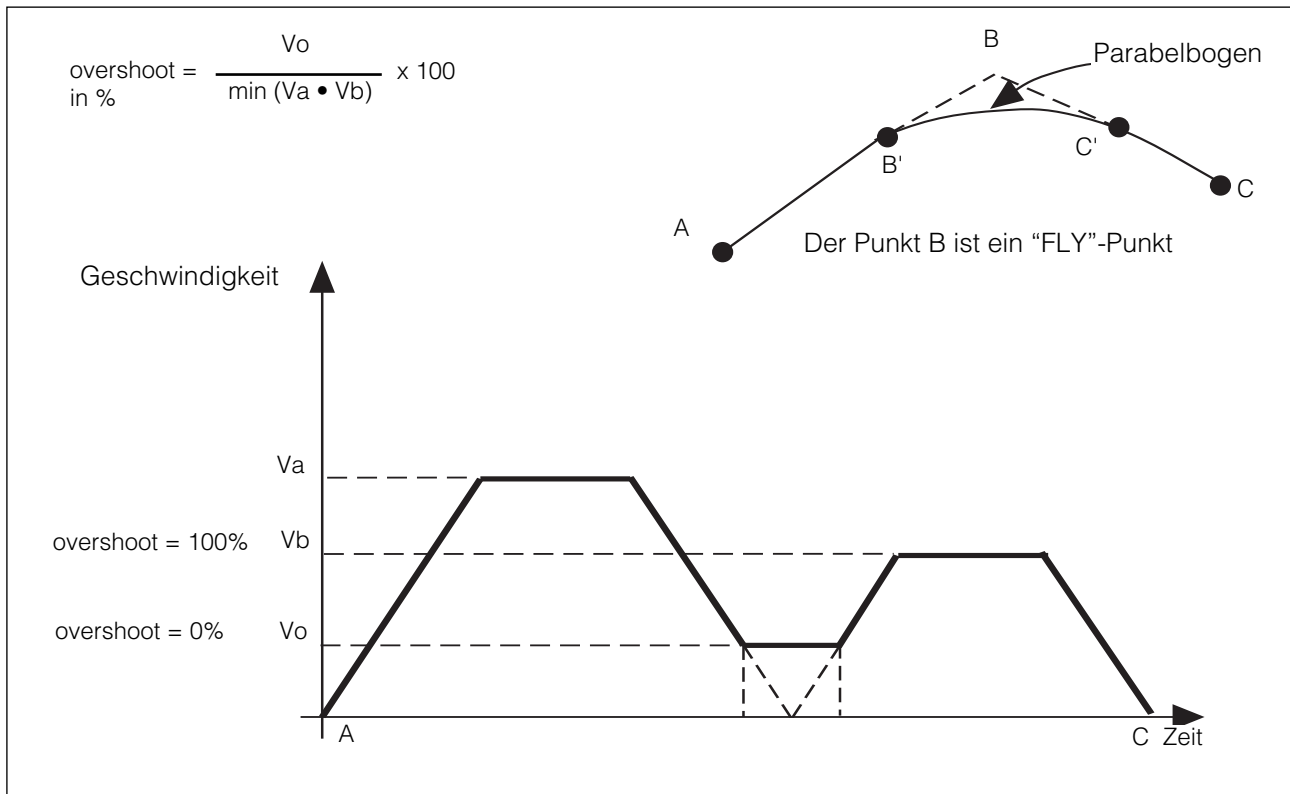 Vo
overshoot = x 100
in % min (Va • Vb)
B
Parabelbogen
B'
C'
C
A
Der Punkt B ist ein “FLY”-Punkt
Geschwindigkeit
Va
overshoot = 100% Vb
overshoot = 0% Vo
A
C Zeit